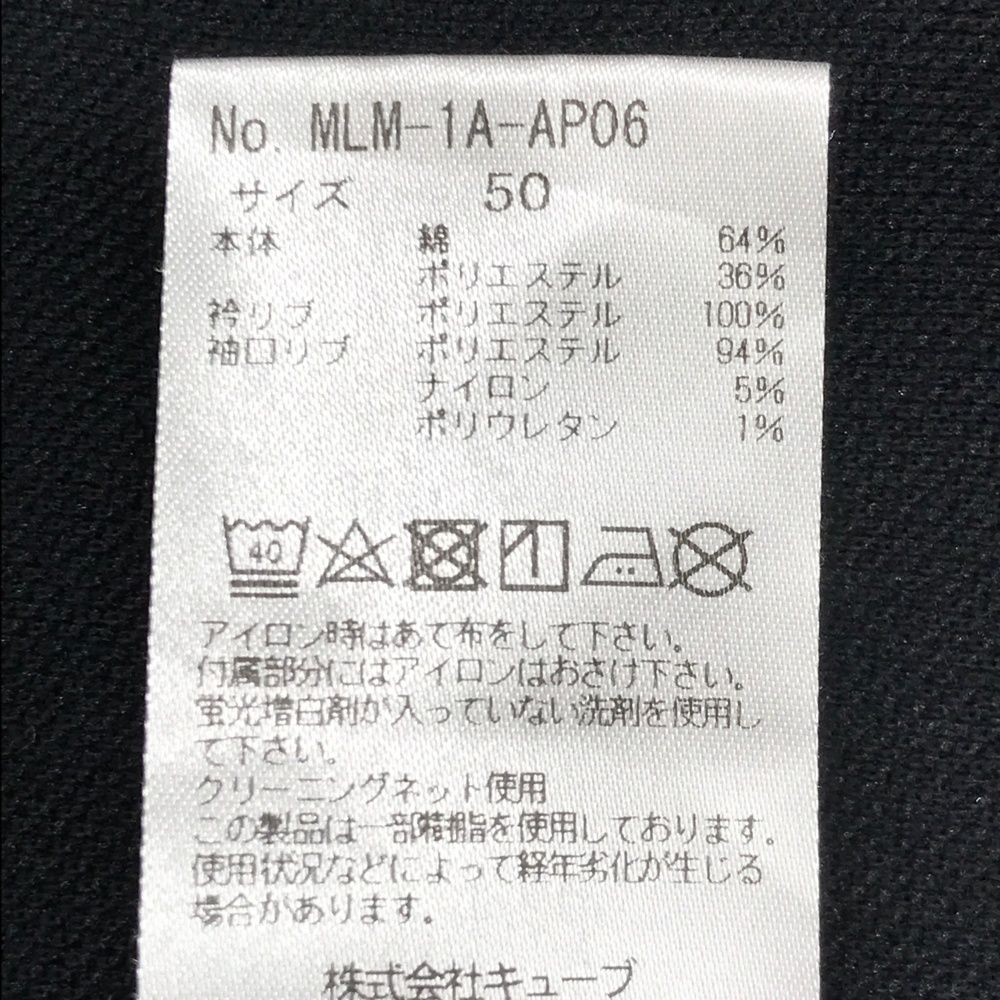 No. MLM-1A-AP06
サイズ 50
本体 綿 64%
ポリエステル 36%
衿リブ ポリエステル 100%
袖口リブ ポリエステル 94%
ナイロン 5%
ポリウレタン 1%
40
アイロン時はあて布をして下さい。
付属部分にはアイロンはおさけ下さい。
蛍光増白剤が入っていない洗剤を使用し
て下さい。
クリーニングネット使用
この製品は一部樹脂を使用しております。
使用状況などによって経年劣化が生じる
場合があります。
株式会社キューブ